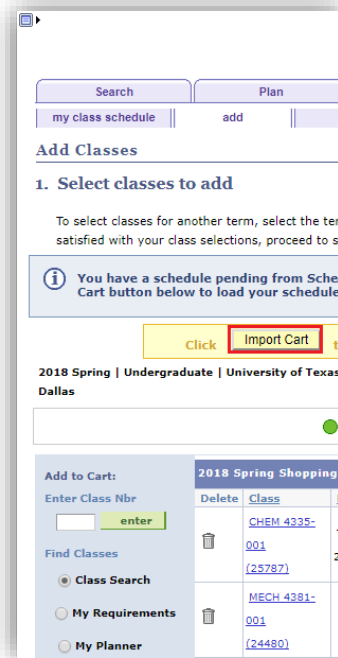 Search Plan
my class schedule add
Add Classes
1. Select classes to add
To select classes for another term, select the
satisfied with your class selections, proceed to
You have a schedule pending from
Cart button below to load your schedule
Click Import Cart
2018 Spring | Undergraduate | University of Texas
Dallas
Add to Cart: 2018 Spring Shopping
Enter Class Nbr Delete Class
enter CHEM 4335-
001
Find Classes (25787)
Class Search MECH 4381-
My Requirements 001
My Planner (24480)